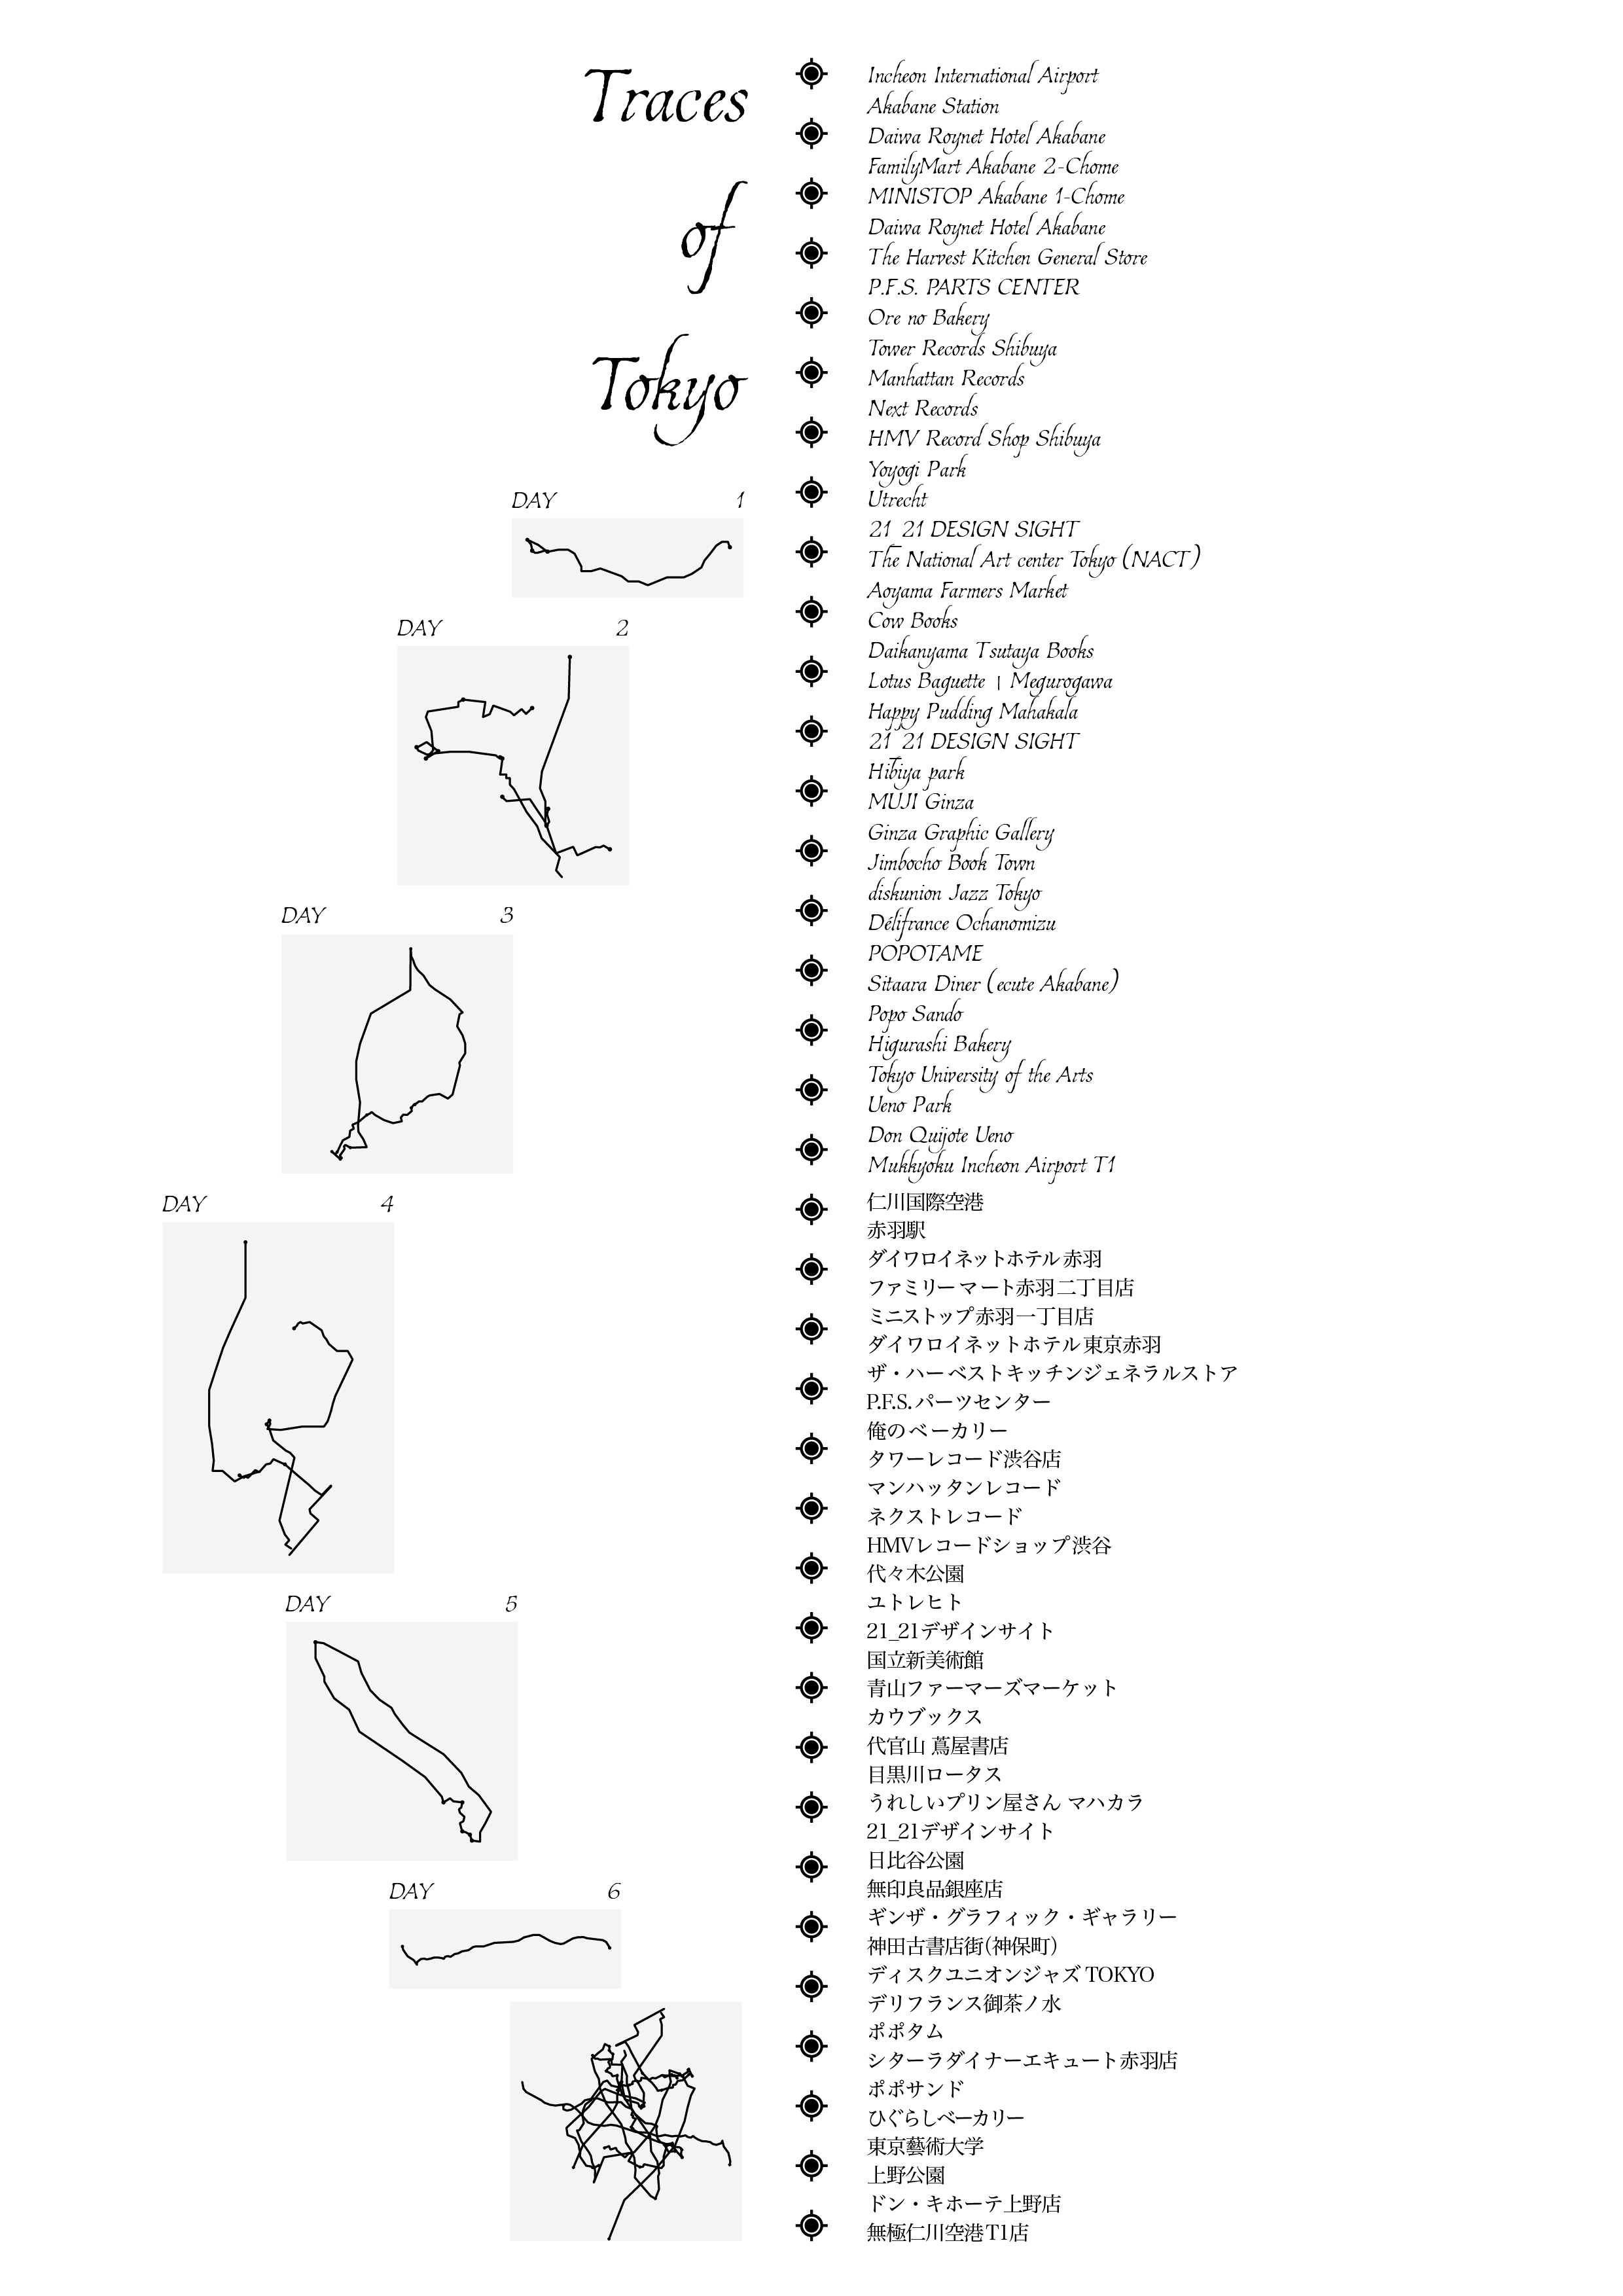 Traces
of
Tokyo
DAY 1
DAY 2
DAY 3
DAY 4
DAY 5
DAY 6
Incheon International Airport
Akabane Station
Daiwa Roynet Hotel Akabane
FamilyMart Akabane 2-Chome
MINISTOP Akabane 1-Chome
Daiwa Roynet Hotel Akabane
The Harvest Kitchen General Store
P.F.S. PARTS CENTER
Ore no Bakery
Tower Records Shibuya
Manhattan Records
Next Records
HMV Record Shop Shibuya
Yoyogi Park
Utrecht
21_21 DESIGN SIGHT
The National Art center Tokyo (NACT)
Aoyama Farmers Market
Cow Books
Daikanyama Tsutaya Books
Lotus Baguette | Megurogawa
Happy Pudding Mahakala
21_21 DESIGN SIGHT
Hibiya park
MUJI Ginza
Ginza Graphic Gallery
Jimbocho Book Town
diskunion Jazz Tokyo
Délifrance Ochanomizu
POPOTAME
Sitaara Diner (ecute Akabane)
Popo Sando
Higurashi Bakery
Tokyo University of the Arts
Ueno Park
Don Quijote Ueno
Mukkyoku Incheon Airport T1
仁川国際空港
赤羽駅
ダイワロイネットホテル赤羽
ファミリーマート赤羽二丁目店
ミニストップ赤羽一丁目店
ダイワロイネットホテル東京赤羽
ザ・ハーベストキッチンジェネラルストア
P.F.S.パーツセンター
俺のベーカリー
タワーレコード渋谷店
マンハッタンレコード
ネクストレコード
HMVレコードショップ渋谷
代々木公園
ユトレヒト
21_21デザインサイト
国立新美術館
青山ファーマーズマーケット
カウブックス
代官山 蔦屋書店
目黒川ロータス
うれしいプリン屋さん マハカラ
21_21デザインサイト
日比谷公園
無印良品銀座店
ギンザ・グラフィック・ギャラリー
神田古書店街(神保町)
ディスクユニオンジャズ TOKYO
デリフランス御茶ノ水
ポポタム
シターラダイナーエキュート赤羽店
ポポサンド
ひぐらしベーカリー
東京藝術大学
上野公園
ドン・キホーテ上野店
無極仁川空港T1店